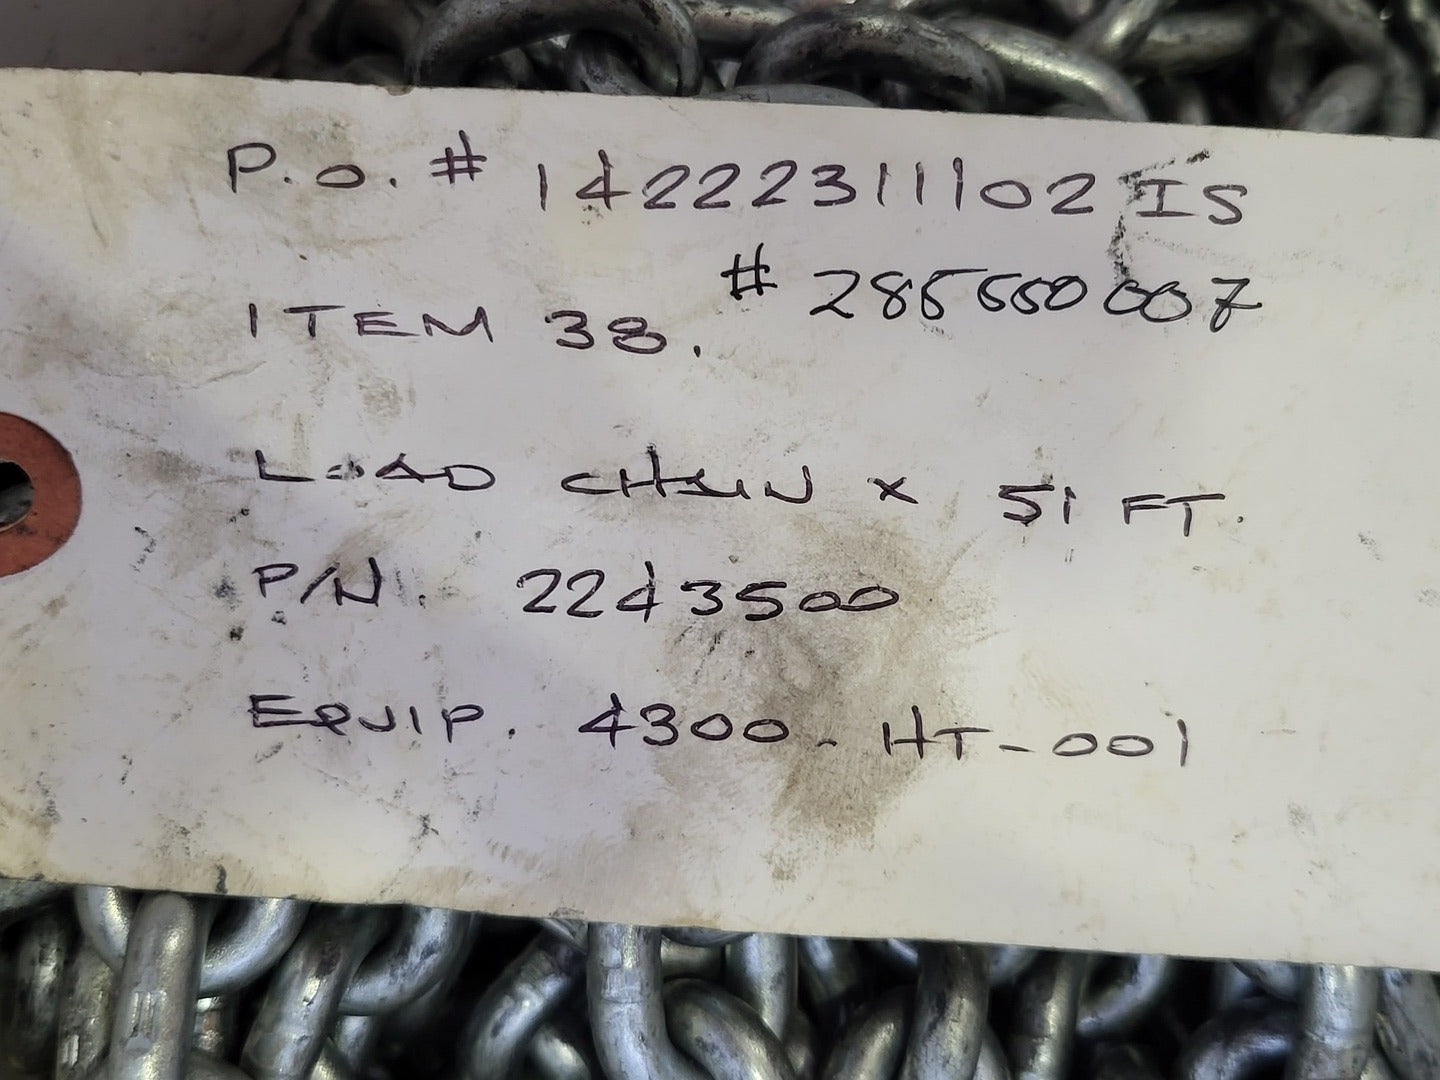 P.O. # 14222311102 IS
# 285550007
ITEM 38.
LOAD CHAIN x 51 FT.
P/N. 2243500
EQUIP. 4300-HT-001